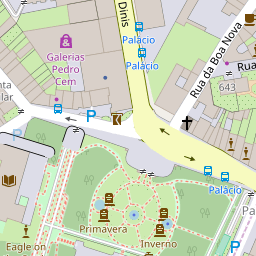 Dinis
Palácio
Palácio
Galerias
Pedro
Cem
Rua da Boa Nova
Rua
643
P
P
Palácio
Primavera
Inverno
Eagle on
P